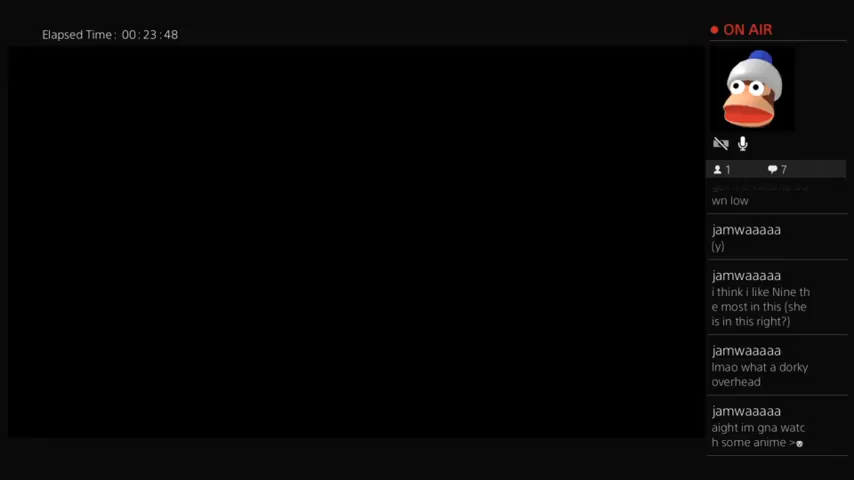 Elapsed Time: 00:23:48
ON AIR
1
7
wn low
jamwaaaaa
(y)
jamwaaaaa
i think i like Nine th
e most in this (she
is in this right?)
jamwaaaaa
lmao what a dorky
overhead
jamwaaaaa
aight im gna watc
h some anime >